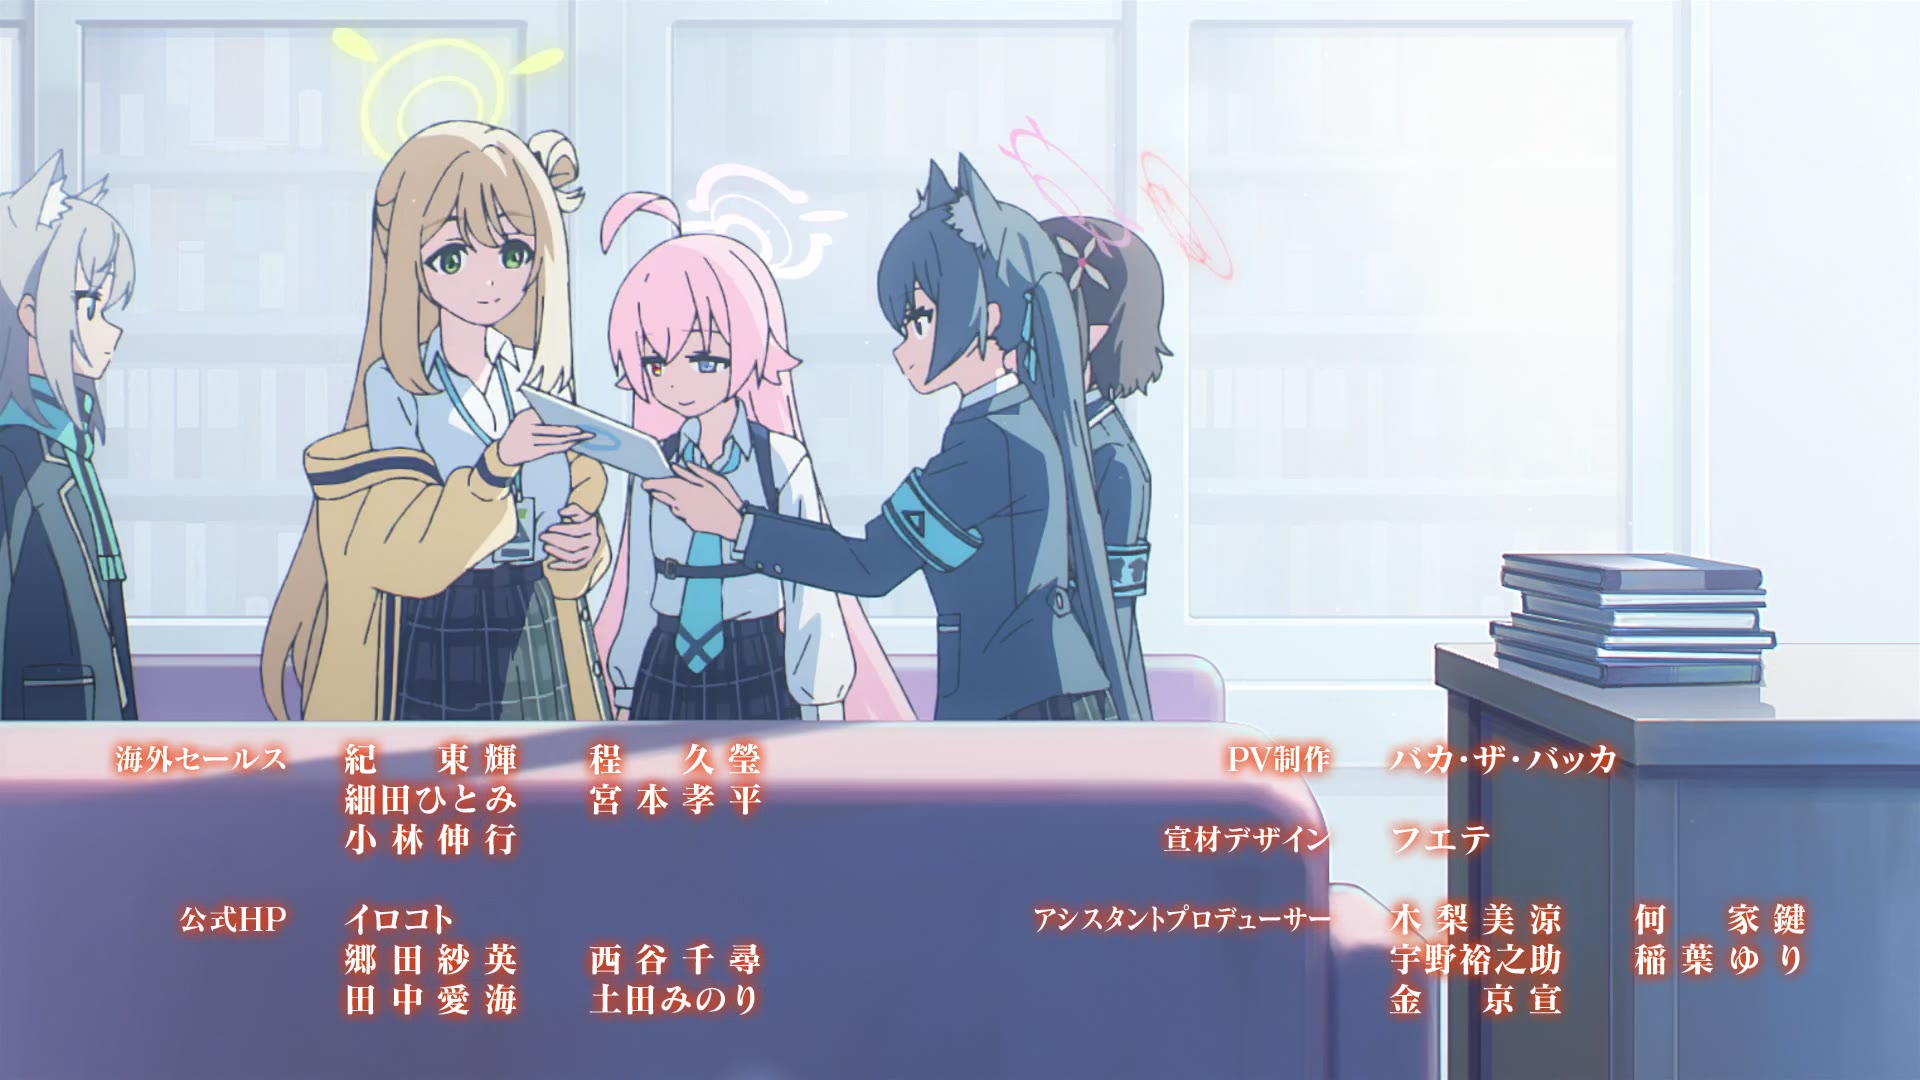 海外セールス 紀東輝 程久瑩
細田ひとみ 宮本孝平
小林伸行
公式HP イロコト
郷田紗英 西谷千尋
田中愛海 土田みのり
PV制作 バカ・ザ・バッカ
宣材デザイン フエテ
アシスタントプロデューサー 木梨美涼 何家鍵
宇野裕之助 稲葉ゆり
金京宣